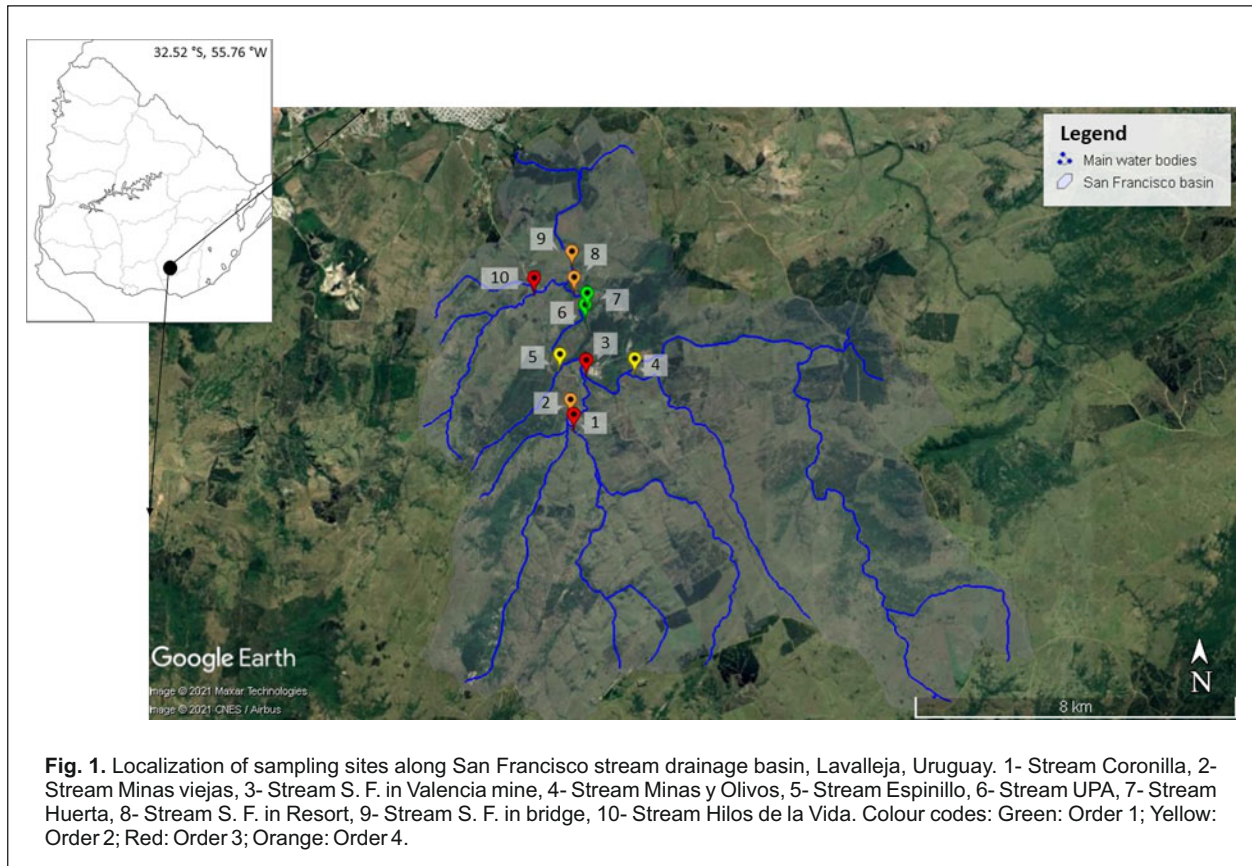 32.52 °S, 55.76 °W
Legend
Main water bodies
San Francisco basin
9
8
10
7
6
3
5
4
2
1
Google Earth
Image © 2021 Maxar Technologies
Image © 2021 CNES / Airbus
N
8 km
Fig. 1. Localization of sampling sites along San Francisco stream drainage basin, Lavalleja, Uruguay. 1- Stream Coronilla, 2-
Stream Minas viejas, 3- Stream S. F. in Valencia mine, 4- Stream Minas y Olivos, 5- Stream Espinillo, 6- Stream UPA, 7- Stream
Huerta, 8- Stream S. F. in Resort, 9- Stream S. F. in bridge, 10- Stream Hilos de la Vida. Colour codes: Green: Order 1; Yellow:
Order 2; Red: Order 3; Orange: Order 4.